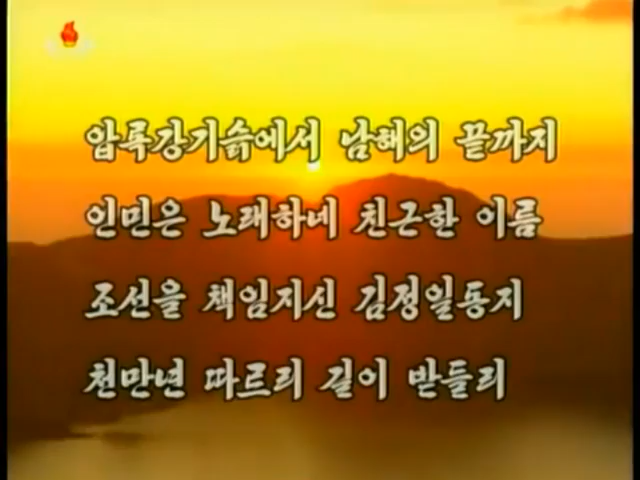 압록강기슭에서 남해의 끝까지
인민은 노래하네 친근한 이름
조선을 책임지신 김정일동지
천만년 따르리 길이 받들리